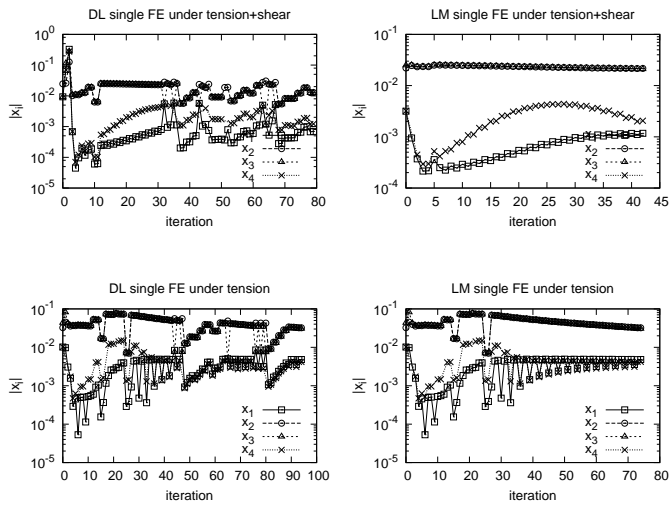 DL single FE under tension+shear
10^0
10^-1
10^-2
10^-3
10^-4
10^-5
|x_i|
0 10 20 30 40 50 60 70 80
iteration
x_1
x_2
x_3
x_4
LM single FE under tension+shear
10^-1
10^-2
10^-3
10^-4
|x_i|
0 5 10 15 20 25 30 35 40 45
iteration
x_1
x_2
x_3
x_4
DL single FE under tension
10^-1
10^-2
10^-3
10^-4
10^-5
|x_i|
0 10 20 30 40 50 60 70 80 90 100
iteration
x_1
x_2
x_3
x_4
LM single FE under tension
10^-1
10^-2
10^-3
10^-4
10^-5
|x_i|
0 10 20 30 40 50 60 70 80
iteration
x_1
x_2
x_3
x_4